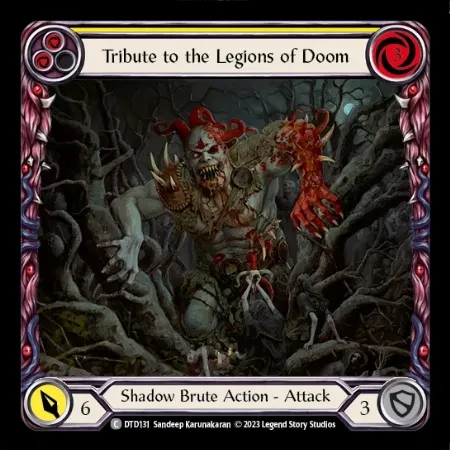 Tribute to the Legions of Doom
3
6
Shadow Brute Action - Attack
3
C DTD131 Sandeep Karunakaran © 2023 Legend Story Studios